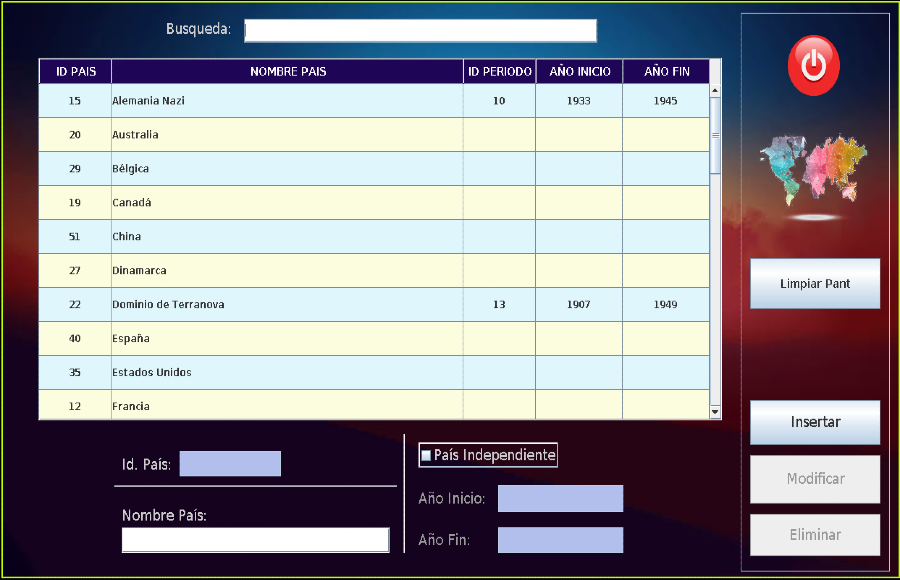 Busqueda:
ID PAIS NOMBRE PAIS ID PERIODO AÑO INICIO AÑO FIN
15 Alemania Nazi 10 1933 1945
20 Australia
29 Bélgica
19 Canadá
51 China
27 Dinamarca
22 Dominio de Terranova 13 1907 1949
40 España
35 Estados Unidos
12 Francia
Id. País:
Nombre País:
País Independiente
Año Inicio:
Año Fin:
Limpiar Pant
Insertar
Modificar
Eliminar